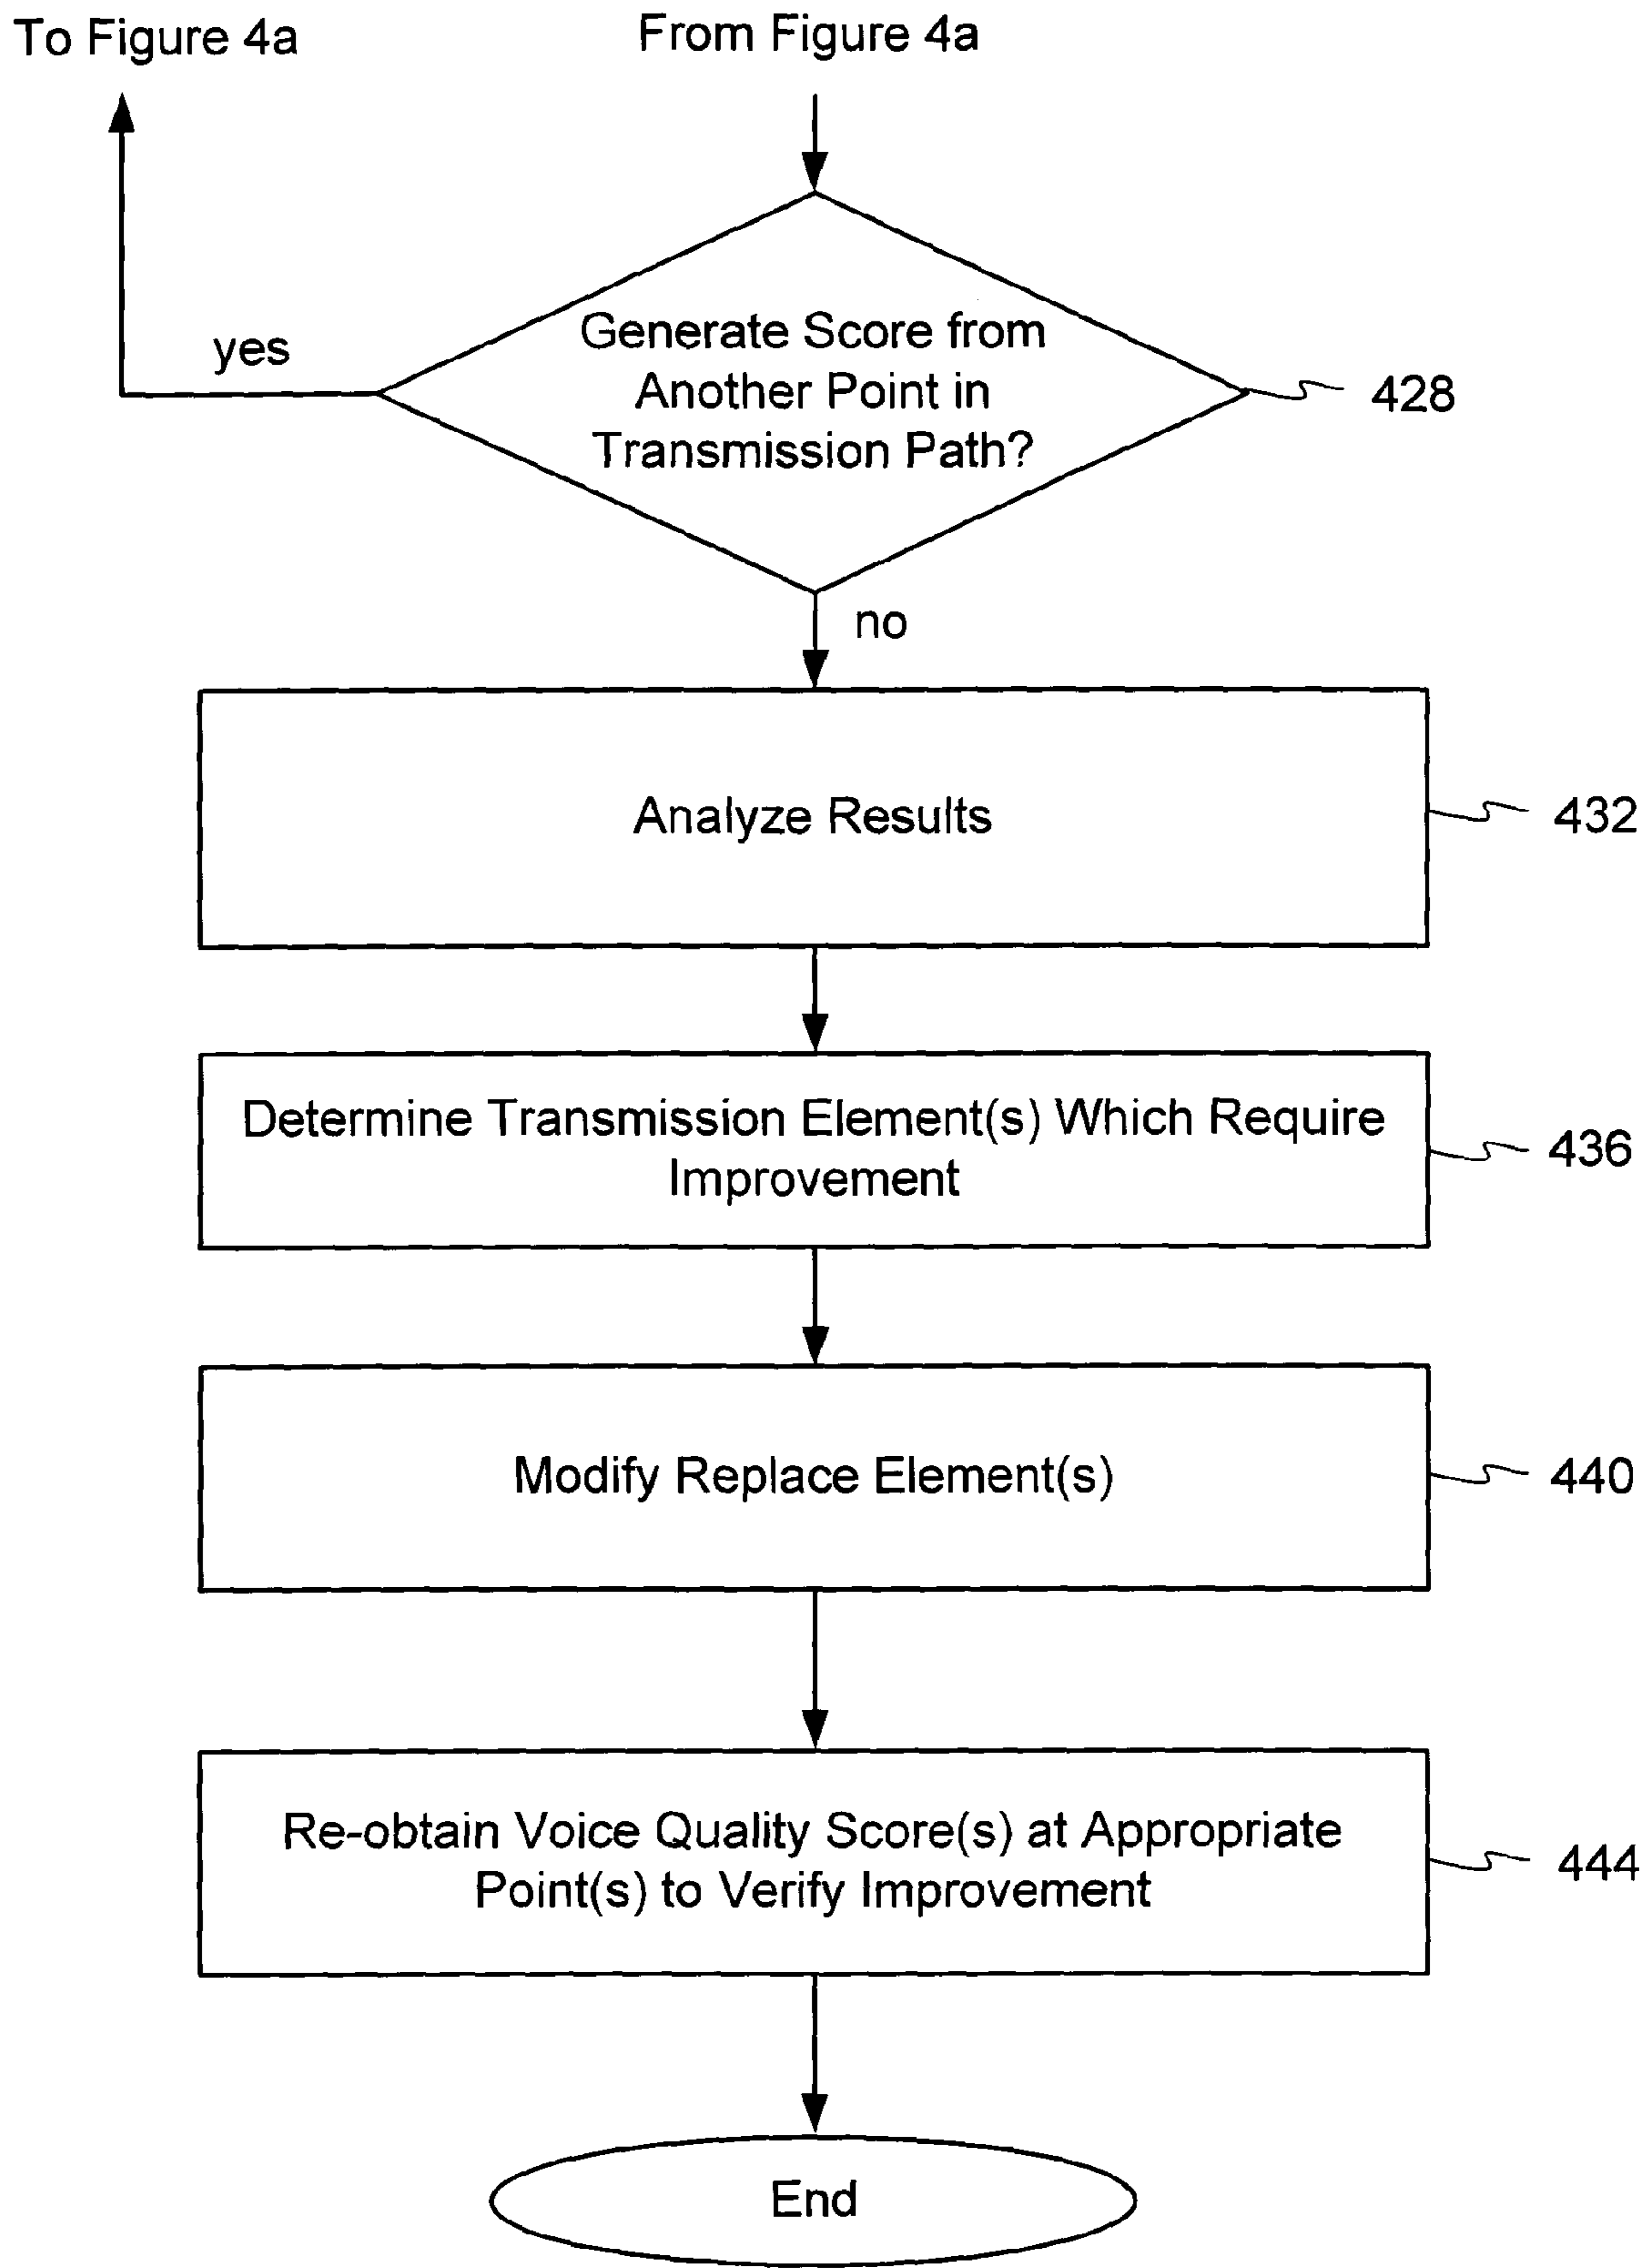 To Figure 4a
From Figure 4a
yes
Generate Score from
Another Point in
Transmission Path?
428
no
Analyze Results
432
Determine Transmission Element(s) Which Require
Improvement
436
Modify Replace Element(s)
440
Re-obtain Voice Quality Score(s) at Appropriate
Point(s) to Verify Improvement
444
End